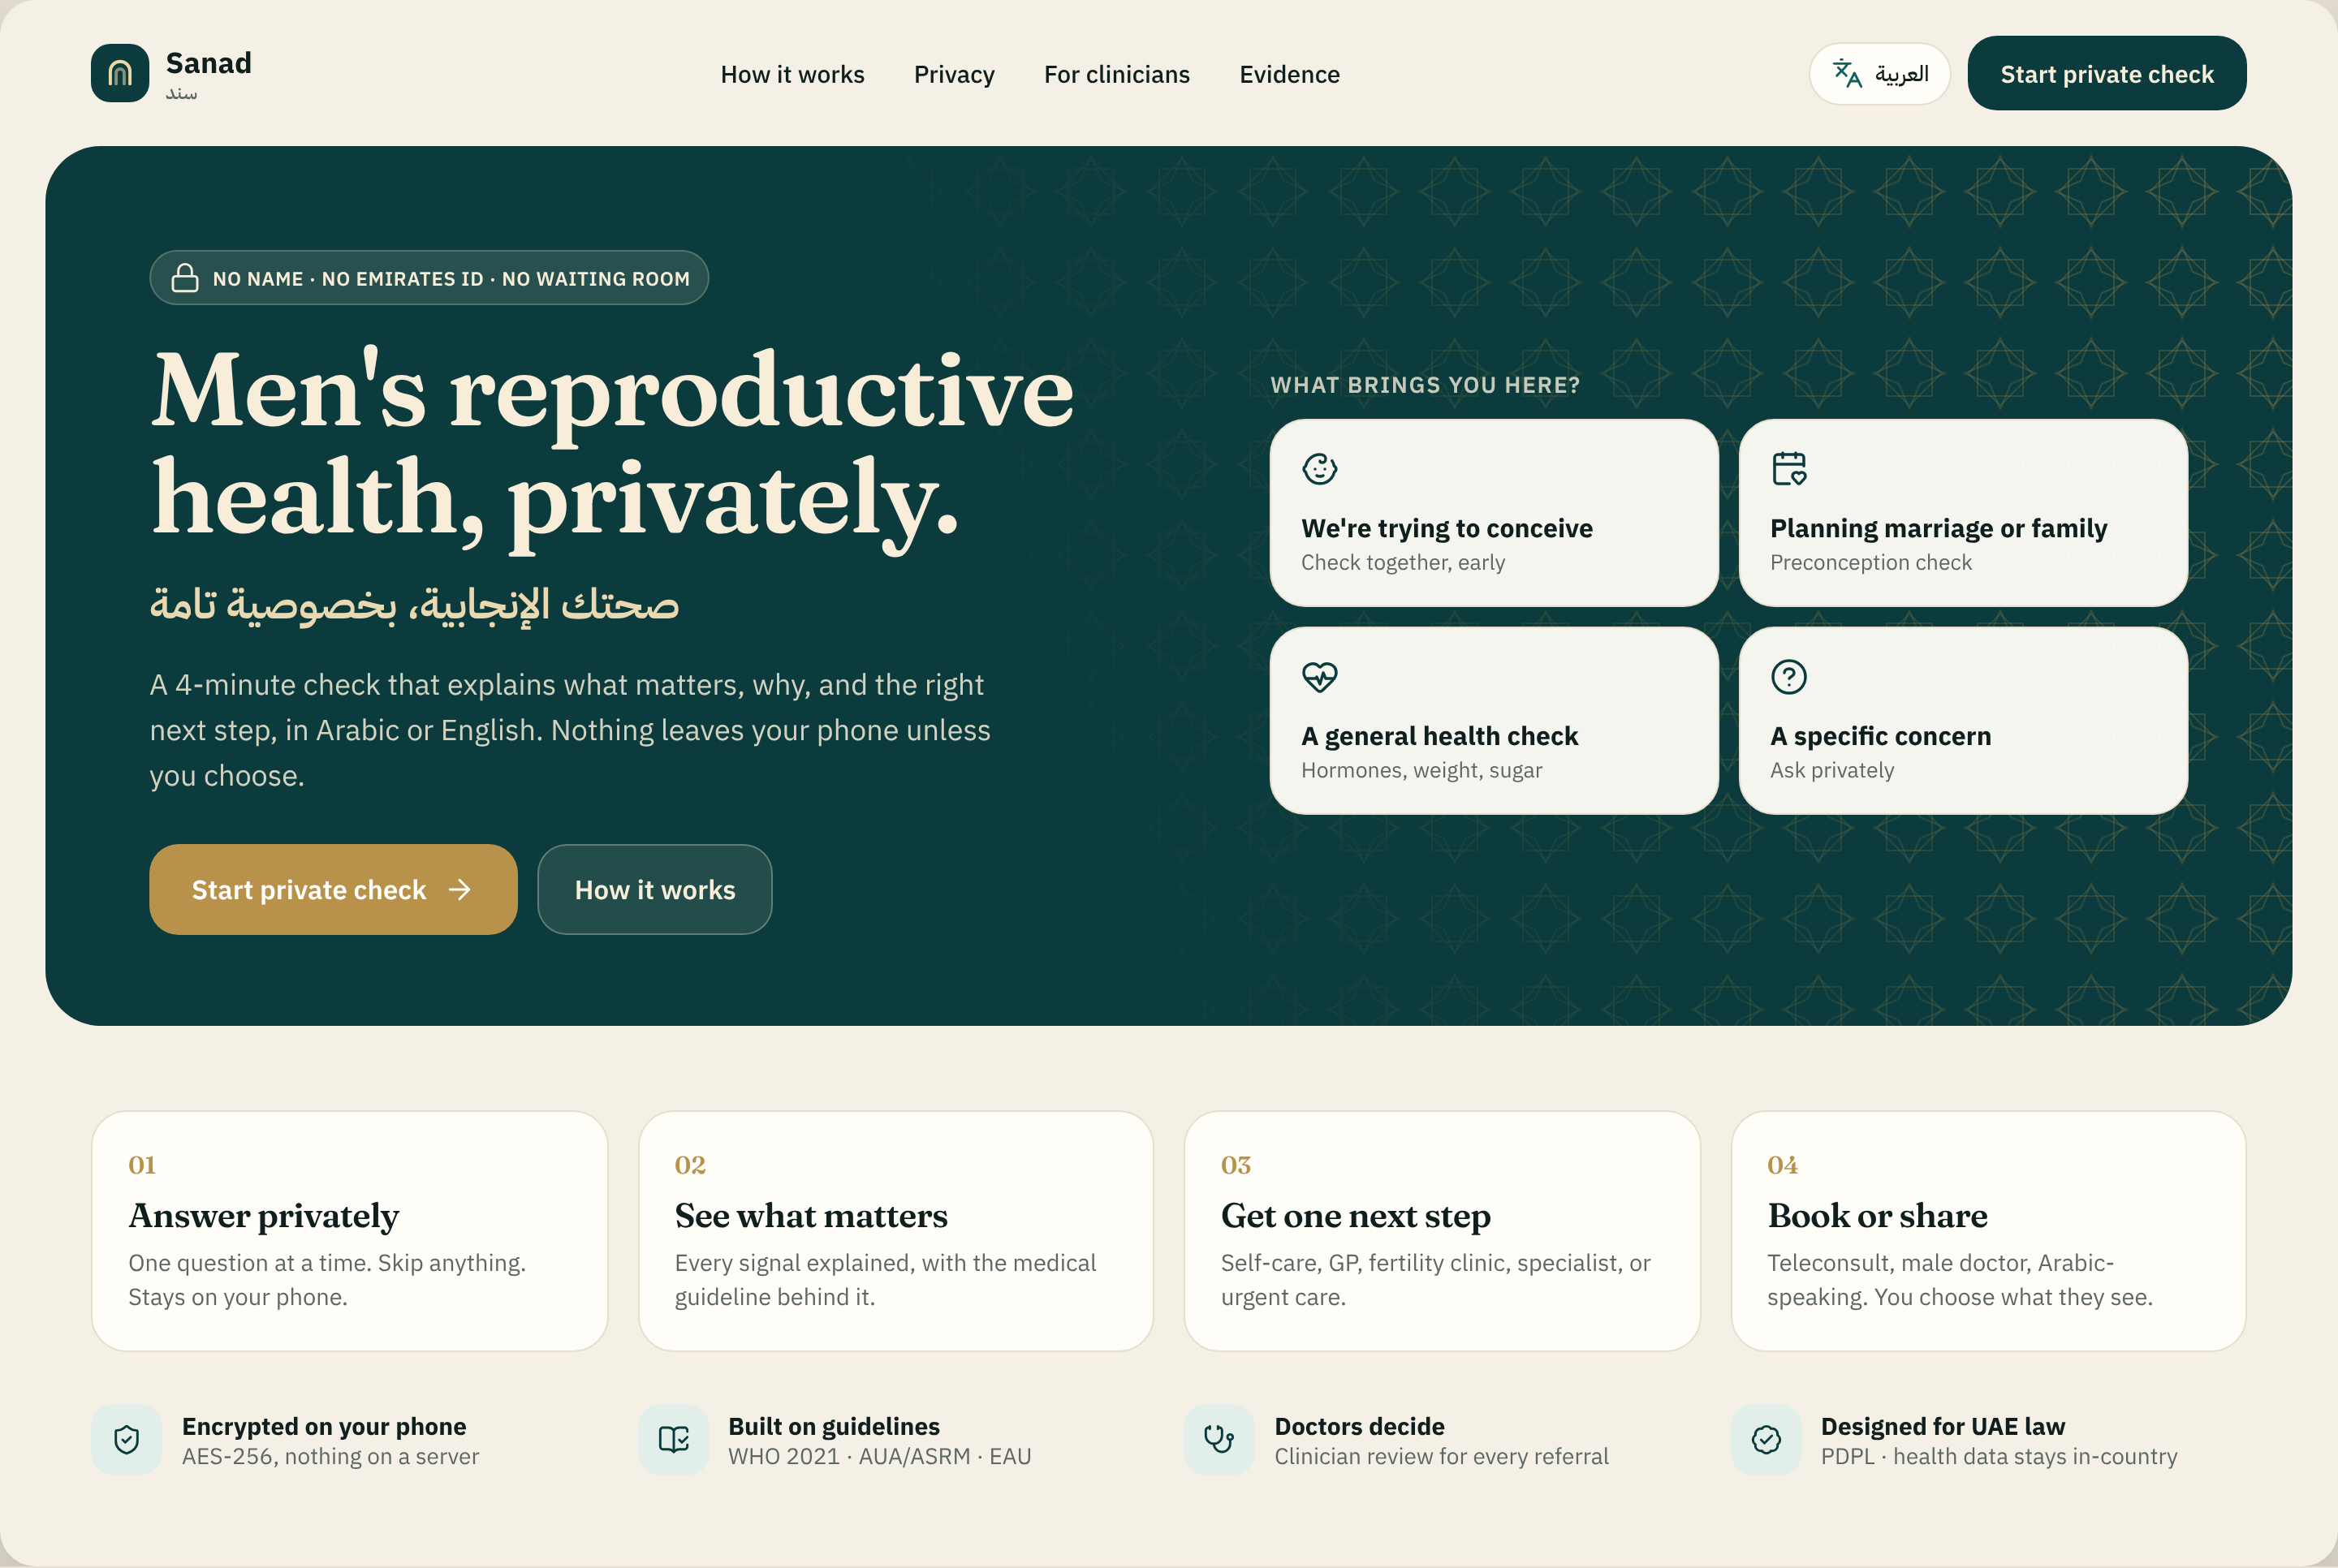 Sanad
سند
How it works
Privacy
For clinicians
Evidence
العربية
Start private check
NO NAME · NO EMIRATES ID · NO WAITING ROOM
Men's reproductive
health, privately.
صحتك الإنجابية، بخصوصية تامة
A 4-minute check that explains what matters, why, and the right
next step, in Arabic or English. Nothing leaves your phone unless
you choose.
Start private check
How it works
WHAT BRINGS YOU HERE?
We're trying to conceive
Check together, early
Planning marriage or family
Preconception check
A general health check
Hormones, weight, sugar
A specific concern
Ask privately
01
Answer privately
One question at a time. Skip anything.
Stays on your phone.
02
See what matters
Every signal explained, with the medical
guideline behind it.
03
Get one next step
Self-care, GP, fertility clinic, specialist, or
urgent care.
04
Book or share
Teleconsult, male doctor, Arabic-
speaking. You choose what they see.
Encrypted on your phone
AES-256, nothing on a server
Built on guidelines
WHO 2021 · AUA/ASRM · EAU
Doctors decide
Clinician review for every referral
Designed for UAE law
PDPL · health data stays in-country